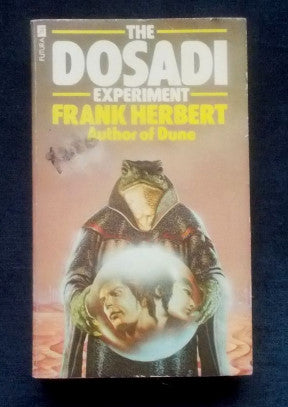 FUTURA
THE
DOSADI
EXPERIMENT
FRANK HERBERT
Author of Dune